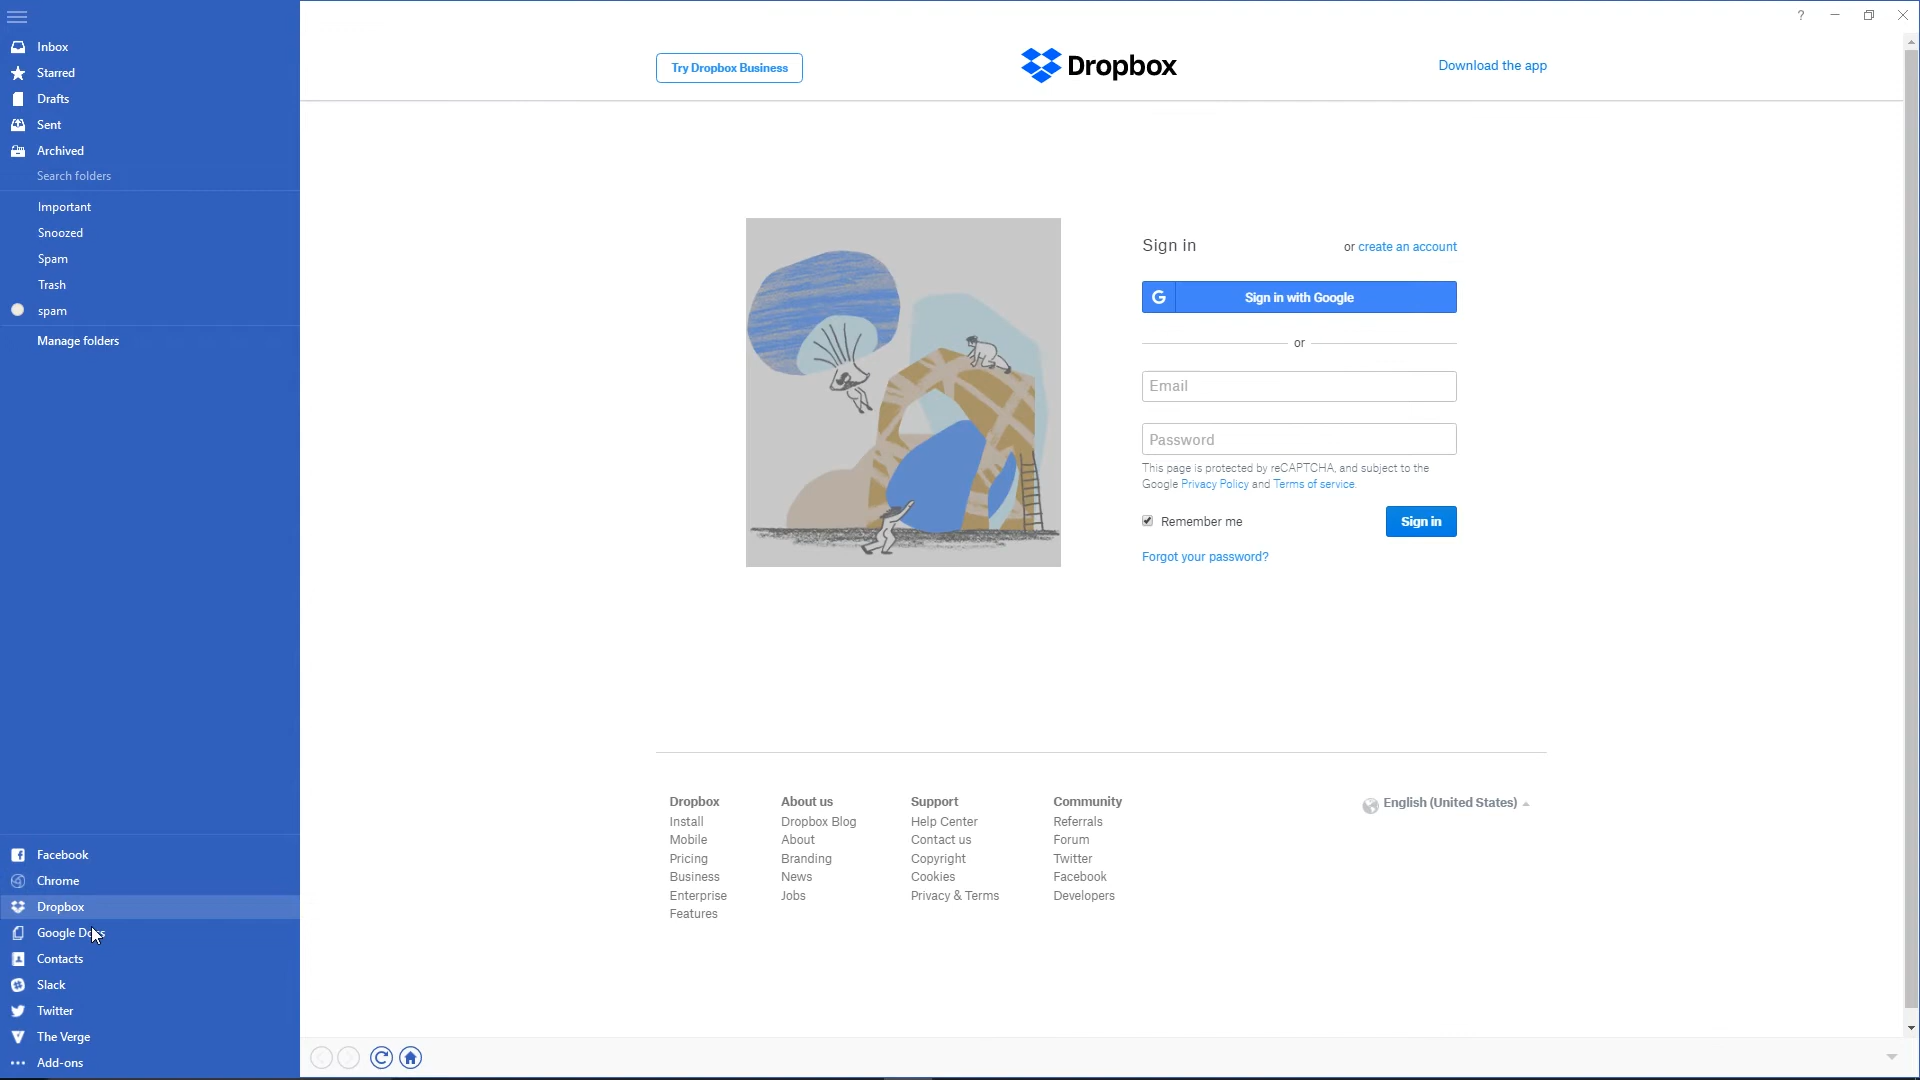 Inbox
Starred
Drafts
Sent
Archived
Search folders
Important
Snoozed
Spam
Trash
spam
Manage folders
Facebook
Chrome
Dropbox
Google Docs
Contacts
Slack
Twitter
The Verge
Add-ons
?
Try Dropbox Business
Dropbox
Download the app
Sign in
or create an account
G Sign in with Google
or
Email
Password
This page is protected by reCAPTCHA, and subject to the
Google Privacy Policy and Terms of service.
Remember me
Sign in
Forgot your password?
Dropbox
Install
Mobile
Pricing
Business
Enterprise
Features
About us
Dropbox Blog
About
Branding
News
Jobs
Support
Help Center
Contact us
Copyright
Cookies
Privacy & Terms
Community
Referrals
Forum
Twitter
Facebook
Developers
English (United States)